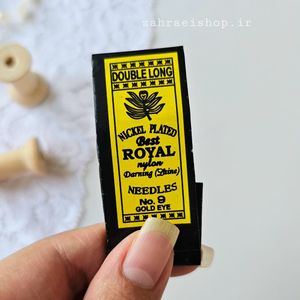 zahraeishop.ir
DOUBLE LONG
NICKEL PLATED
Best
ROYAL
nylon
Darning (Shine)
NEEDLES
No. 9
GOLD EYE